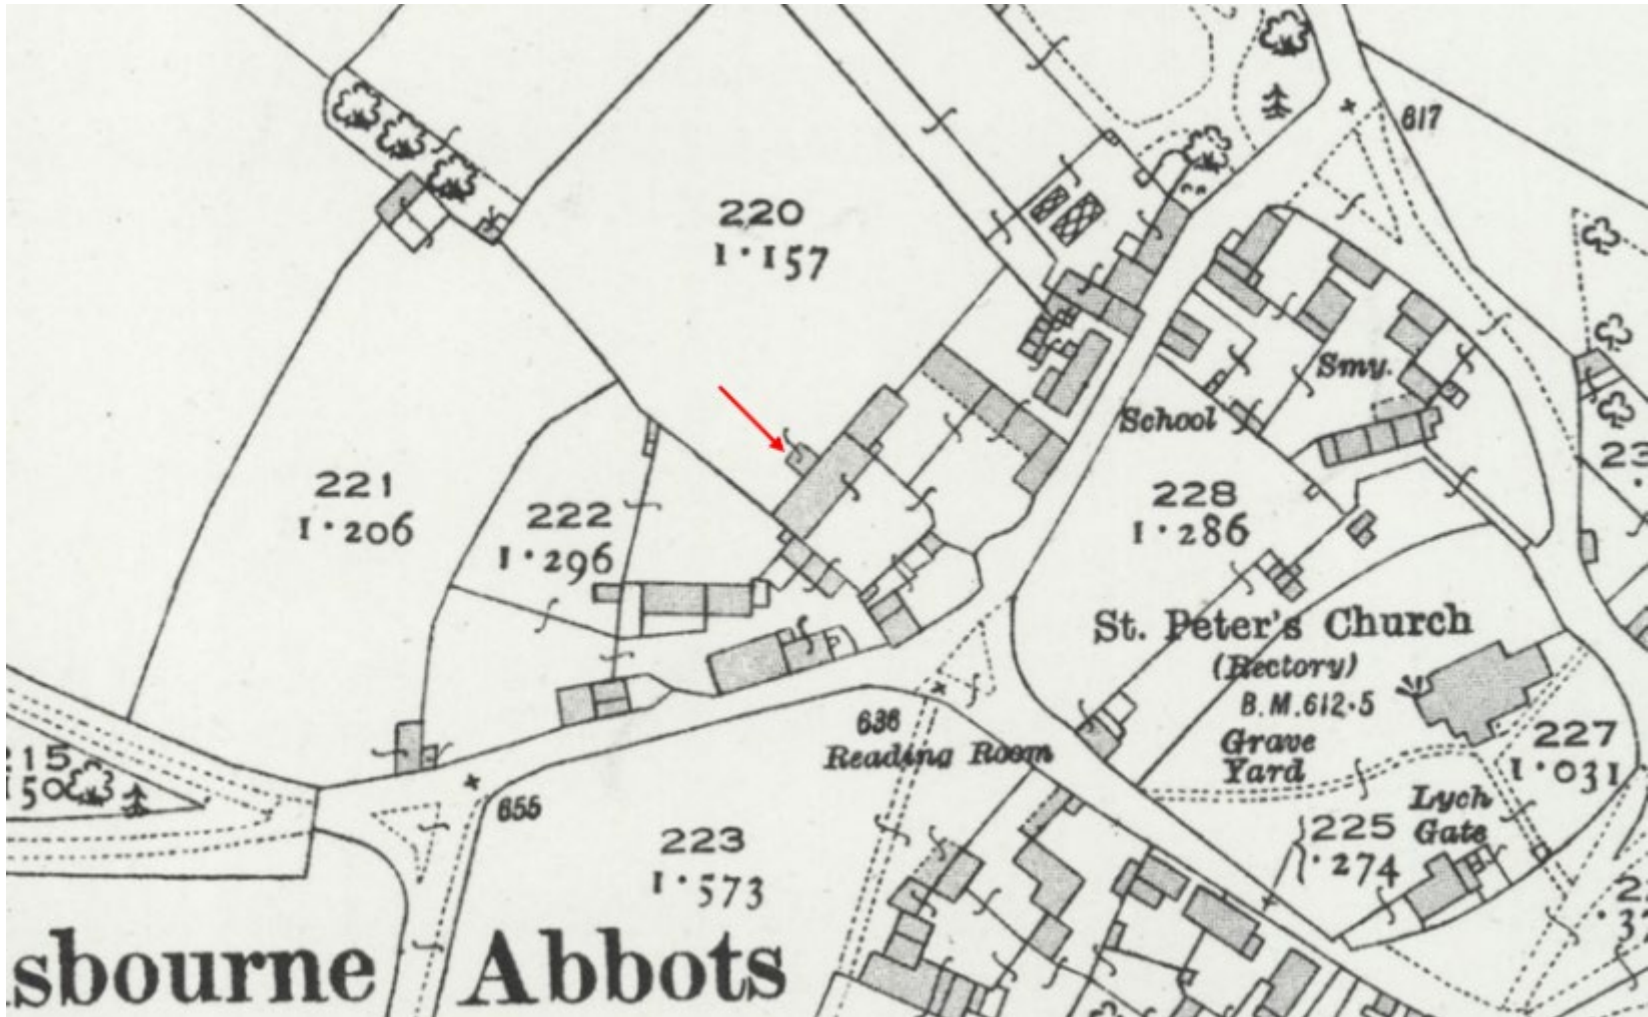 617
220
1·157
Smy.
School
221
1·206
222
1·296
228
1·286
23
St. Peter's Church
(Rectory)
B.M.612·5
636
Reading Room
Grave
Yard
227
1·031
215
150
655
Lych
Gate
223
1·573
225
·274
2
·32
sbourne Abbots